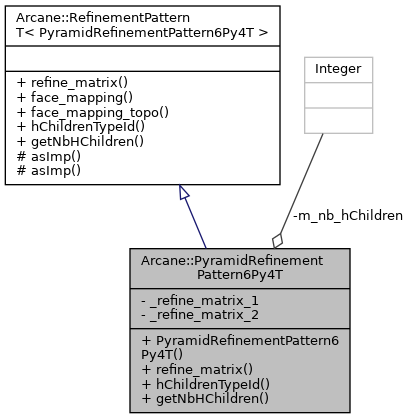 Arcane::RefinementPattern
T< PyramidRefinementPattern6Py4T >
+ refine_matrix()
+ face_mapping()
+ face_mapping_topo()
+ hChildrenTypeId()
+ getNbHChildren()
# asImp()
# asImp()
Integer
-m_nb_hChildren
Arcane::PyramidRefinement
Pattern6Py4T
- _refine_matrix_1
- _refine_matrix_2
+ PyramidRefinementPattern6
Py4T()
+ refine_matrix()
+ hChildrenTypeId()
+ getNbHChildren()